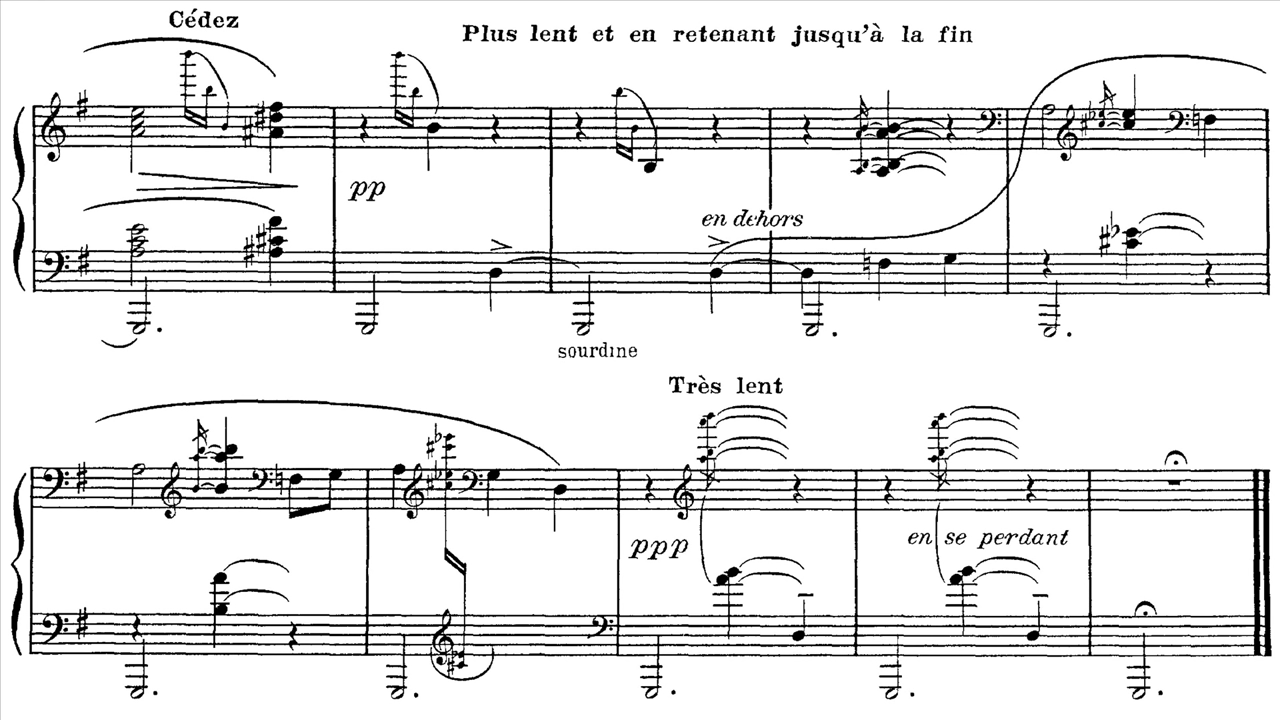 Cédez
Plus lent et en retenant jusqu'à la fin
pp
en dehors
sourdine
Très lent
ppp
en se perdant